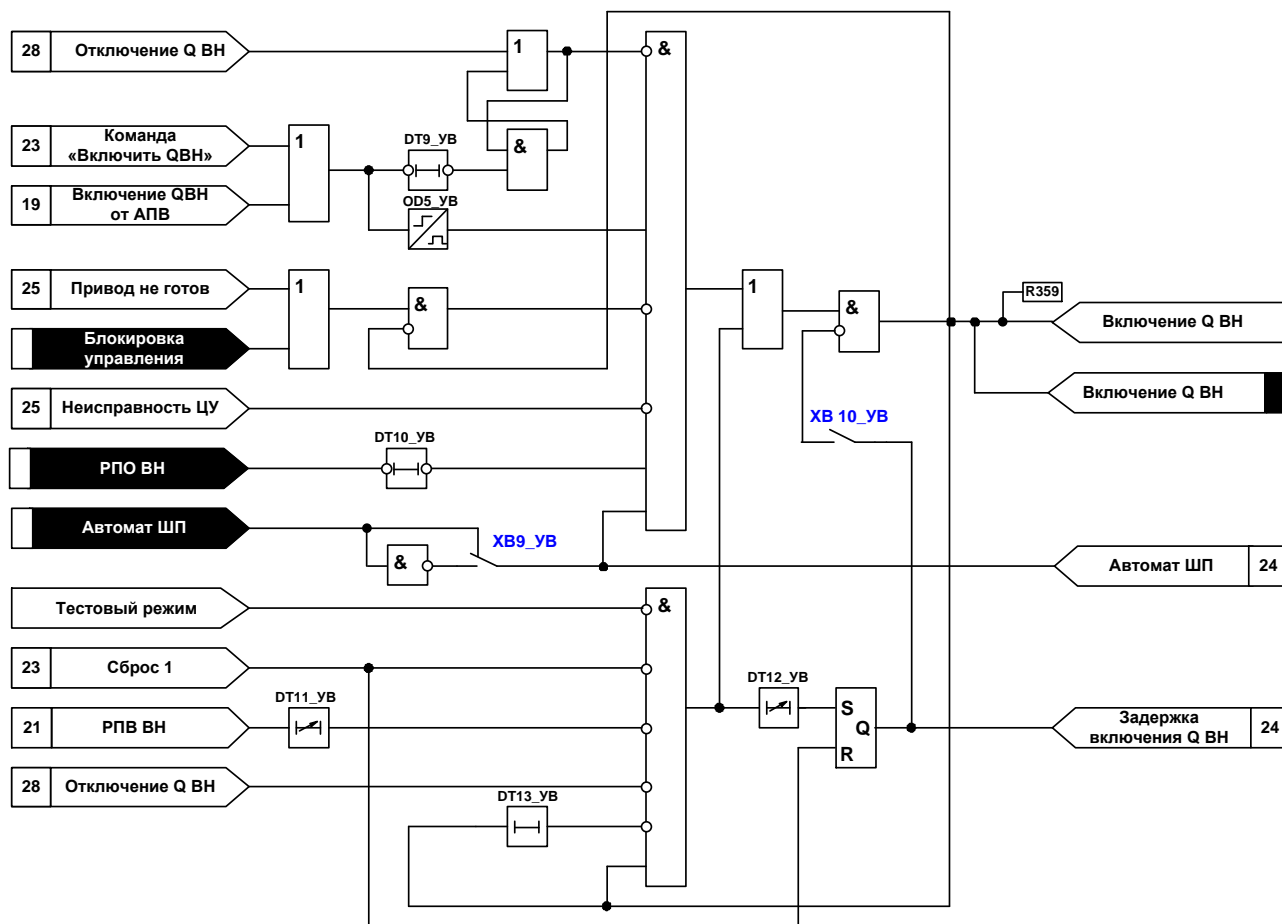 28 Отключение Q ВН
1
&
23 Команда
«Включить QВН»
1
DT9_УВ
&
19 Включение QВН
от АПВ
OD5_УВ
25 Привод не готов
1
&
1
&
R359
Включение Q ВН
Блокировка
управления
Включение Q ВН
25 Неисправность ЦУ
XB 10_УВ
DT10_УВ
РПО ВН
Автомат ШП
XB9_УВ
&
Автомат ШП 24
Тестовый режим
&
23 Сброс 1
DT11_УВ
DT12_УВ
21 РПВ ВН
S
Q
R
Задержка
включения Q ВН 24
28 Отключение Q ВН
DT13_УВ